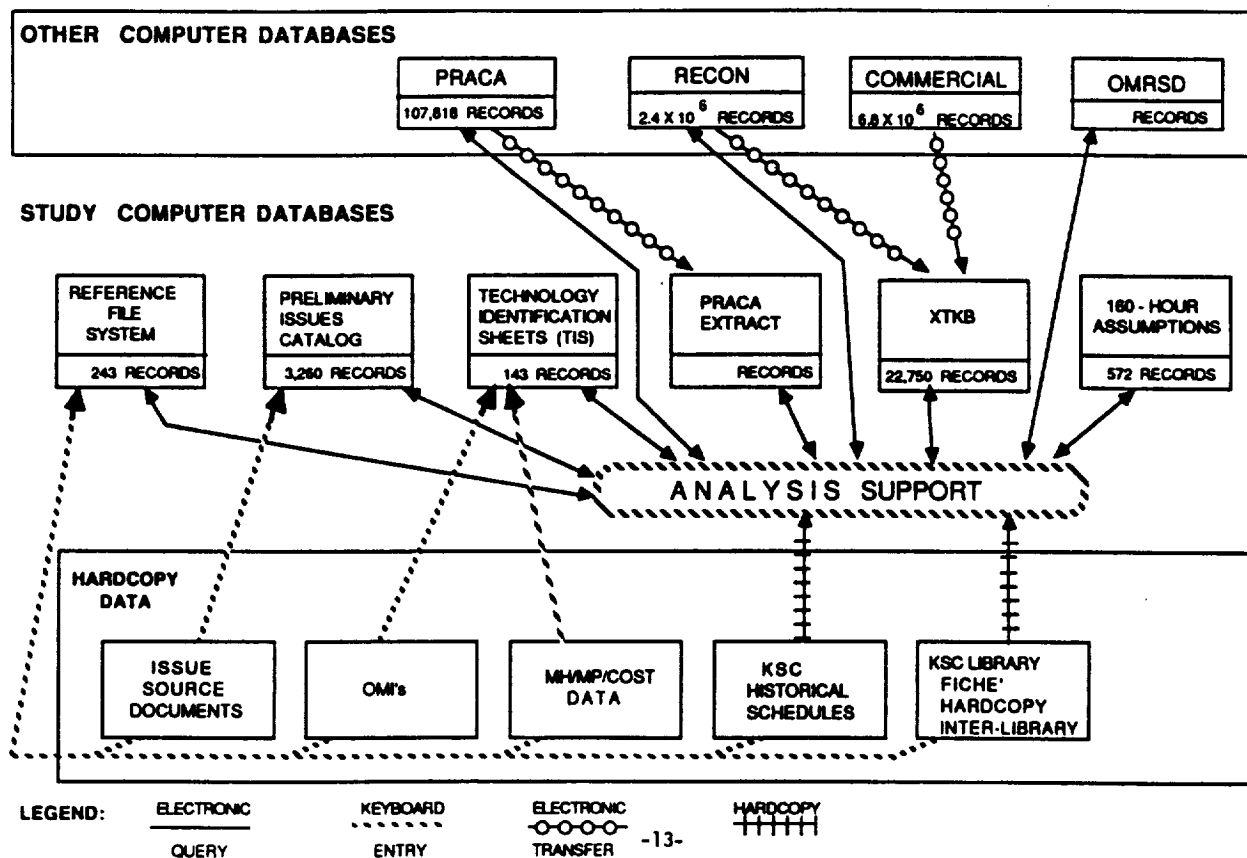 OTHER COMPUTER DATABASES
PRACA
107,818 RECORDS
RECON
2.4 X 10 6 RECORDS
COMMERCIAL
6.8 X 10 6 RECORDS
OMRSD
RECORDS
STUDY COMPUTER DATABASES
REFERENCE
FILE
SYSTEM
243 RECORDS
PRELIMINARY
ISSUES
CATALOG
3,260 RECORDS
TECHNOLOGY
IDENTIFICATION
SHEETS (TIS)
143 RECORDS
PRACA
EXTRACT
RECORDS
XTKB
22,750 RECORDS
160 - HOUR
ASSUMPTIONS
572 RECORDS
ANALYSIS SUPPORT
HARDCOPY
DATA
ISSUE
SOURCE
DOCUMENTS
OMI's
MH/MP/COST
DATA
KSC
HISTORICAL
SCHEDULES
KSC LIBRARY
FICHE'
HARDCOPY
INTER-LIBRARY
LEGEND:
ELECTRONIC
QUERY
KEYBOARD
ENTRY
ELECTRONIC
TRANSFER
HARDCOPY
-13-